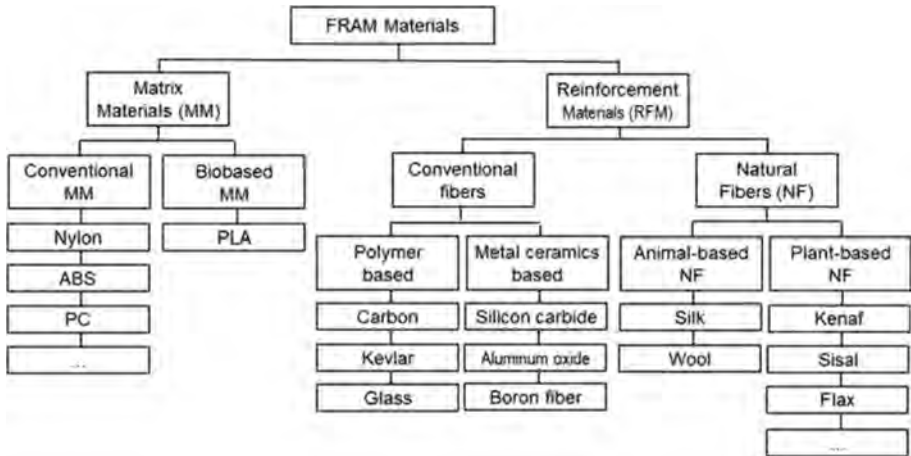 FRAM Materials
Matrix
Materials (MM)
Reinforcement
Materials (RFM)
Conventional
MM
Biobased
MM
Conventional
fibers
Natural
Fibers (NF)
Nylon
PLA
ABS
PC
...
Polymer
based
Metal ceramics
based
Animal-based
NF
Plant-based
NF
Carbon
Silicon carbide
Silk
Kenaf
Kevlar
Aluminum oxide
Wool
Sisal
Glass
Boron fiber
Flax
....